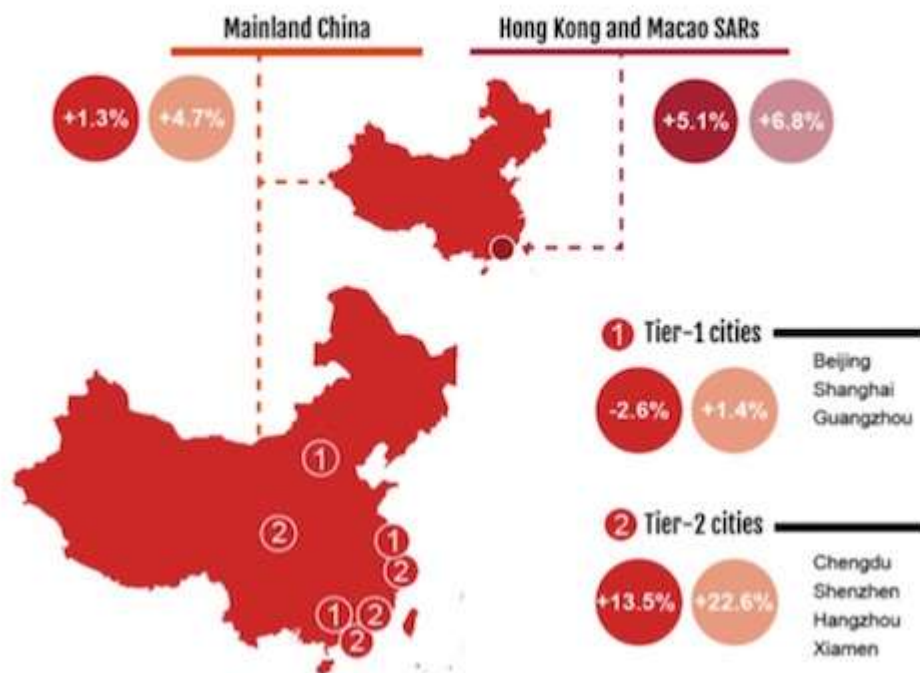 Mainland China
Hong Kong and Macao SARs
+1.3%
+4.7%
+5.1%
+6.8%
1 Tier-1 cities
-2.6%
+1.4%
Beijing
Shanghai
Guangzhou
1
2
1
2
1
2
2
2 Tier-2 cities
+13.5%
+22.6%
Chengdu
Shenzhen
Hangzhou
Xiamen